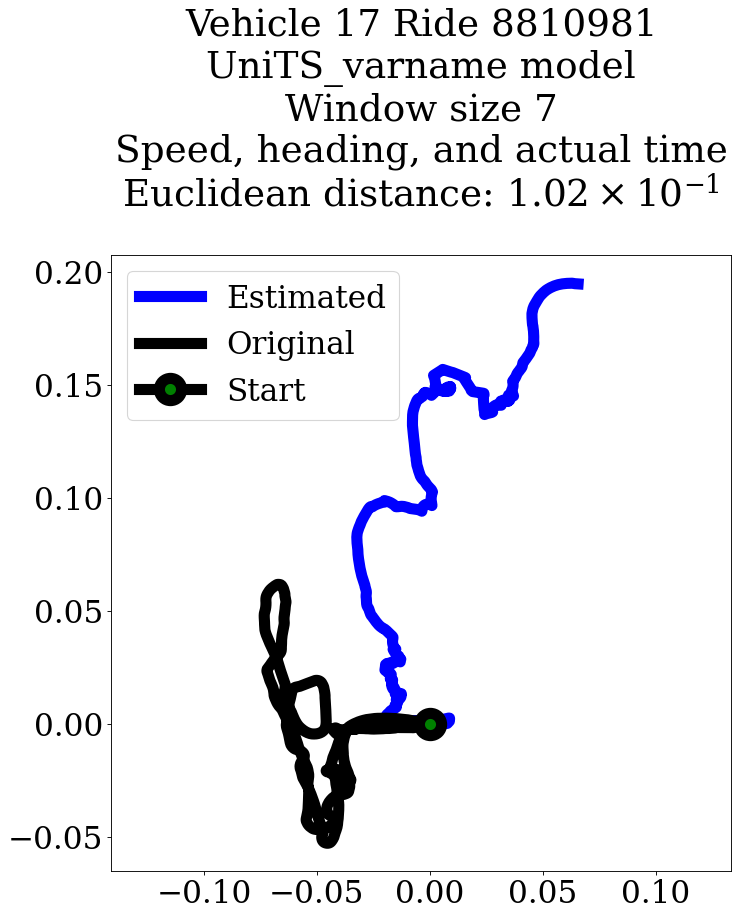 Vehicle 17 Ride 8810981
UniTS_varname model
Window size 7
Speed, heading, and actual time
Euclidean distance: 1.02 × 10⁻¹
Estimated
Original
Start
0.20
0.15
0.10
0.05
0.00
−0.05
−0.10 −0.05 0.00 0.05 0.10